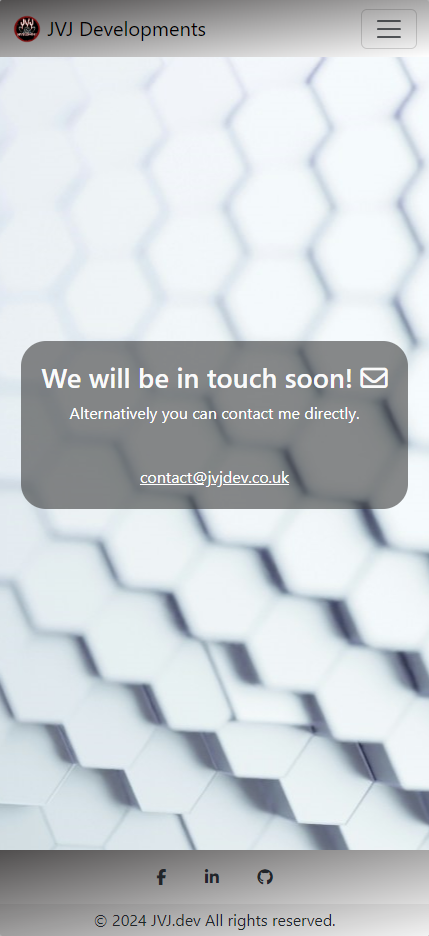 JVJ Developments
We will be in touch soon!
Alternatively you can contact me directly.
contact@jvjdev.co.uk
© 2024 JVJ.dev All rights reserved.